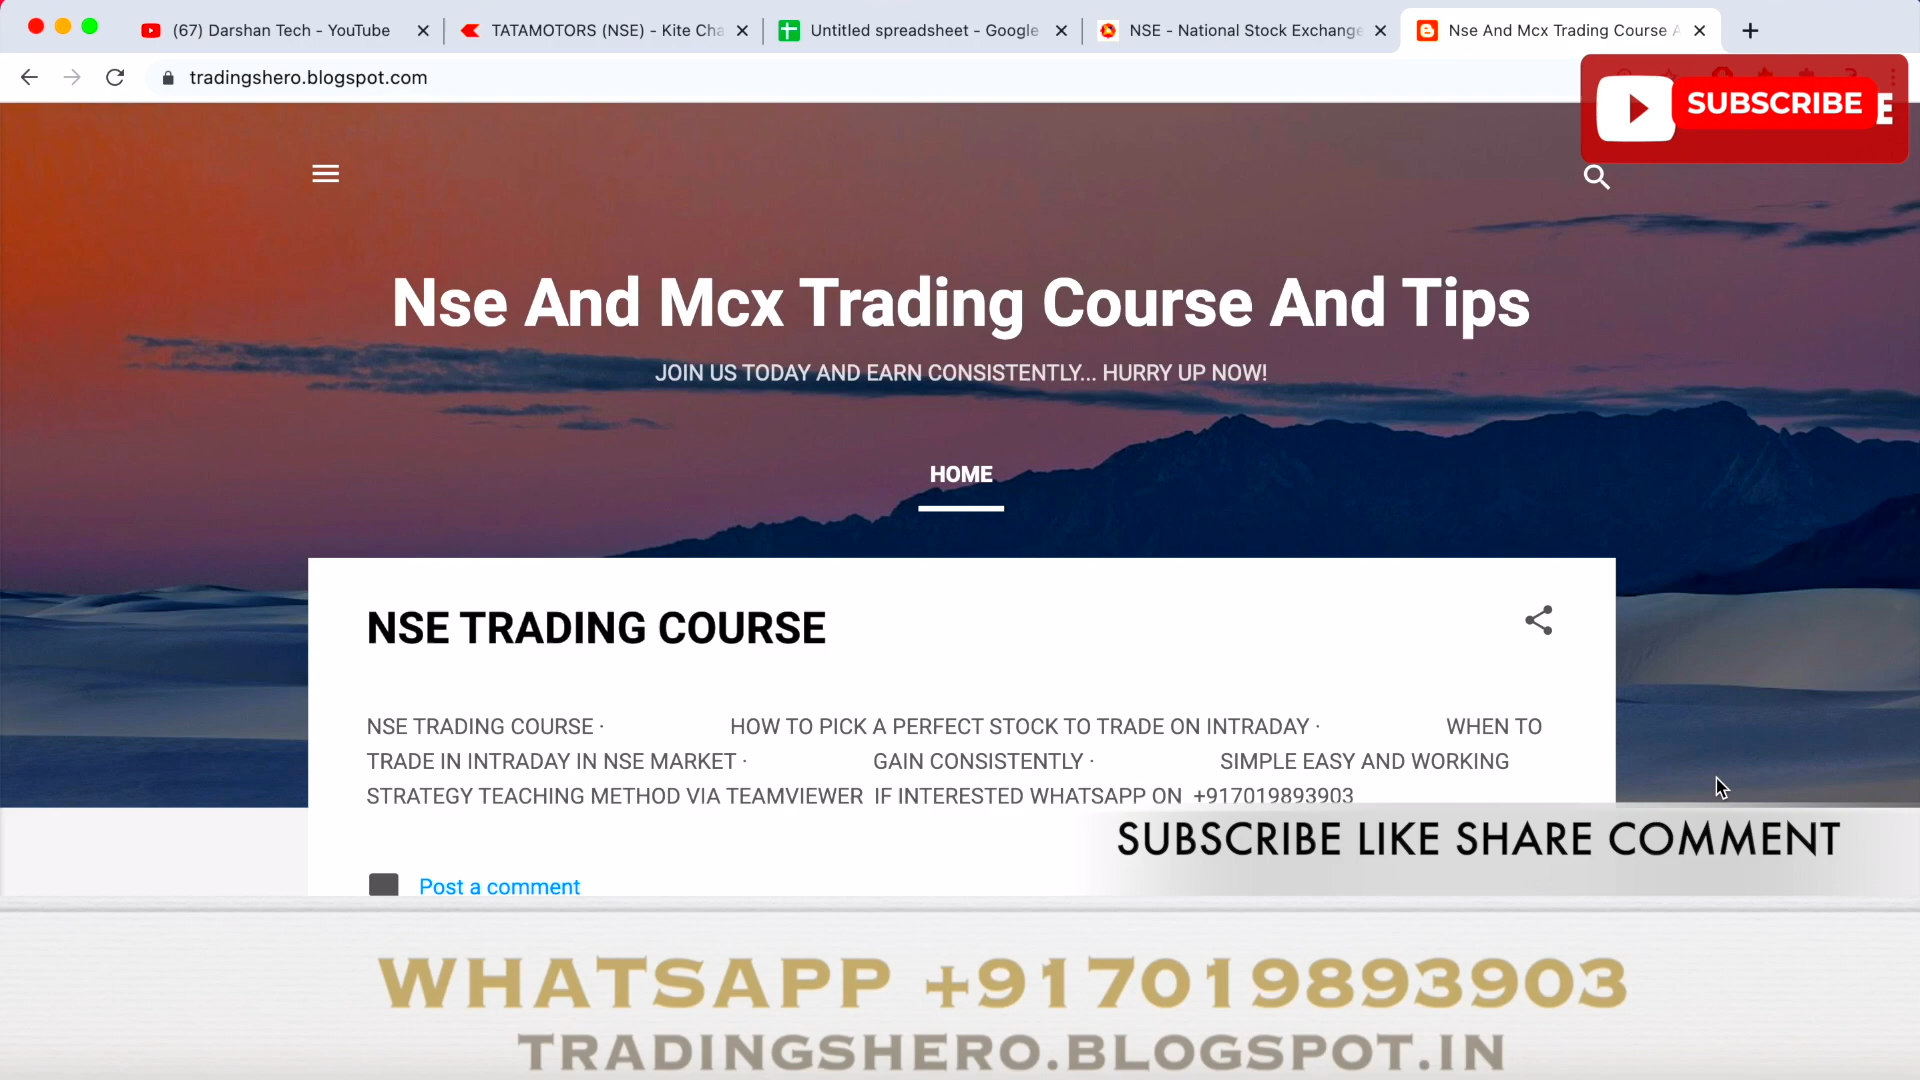 (67) Darshan Tech - YouTube
TATAMOTORS (NSE) - Kite Cha
Untitled spreadsheet - Google
NSE - National Stock Exchange
Nse And Mcx Trading Course A
tradingshero.blogspot.com
SUBSCRIBE E
Nse And Mcx Trading Course And Tips
JOIN US TODAY AND EARN CONSISTENTLY... HURRY UP NOW!
HOME
NSE TRADING COURSE
NSE TRADING COURSE · HOW TO PICK A PERFECT STOCK TO TRADE ON INTRADAY · WHEN TO
TRADE IN INTRADAY IN NSE MARKET · GAIN CONSISTENTLY · SIMPLE EASY AND WORKING
STRATEGY TEACHING METHOD VIA TEAMVIEWER IF INTERESTED WHATSAPP ON +917019893903
SUBSCRIBE LIKE SHARE COMMENT
Post a comment
WHATSAPP +917019893903
TRADINGSHERO.BLOGSPOT.IN